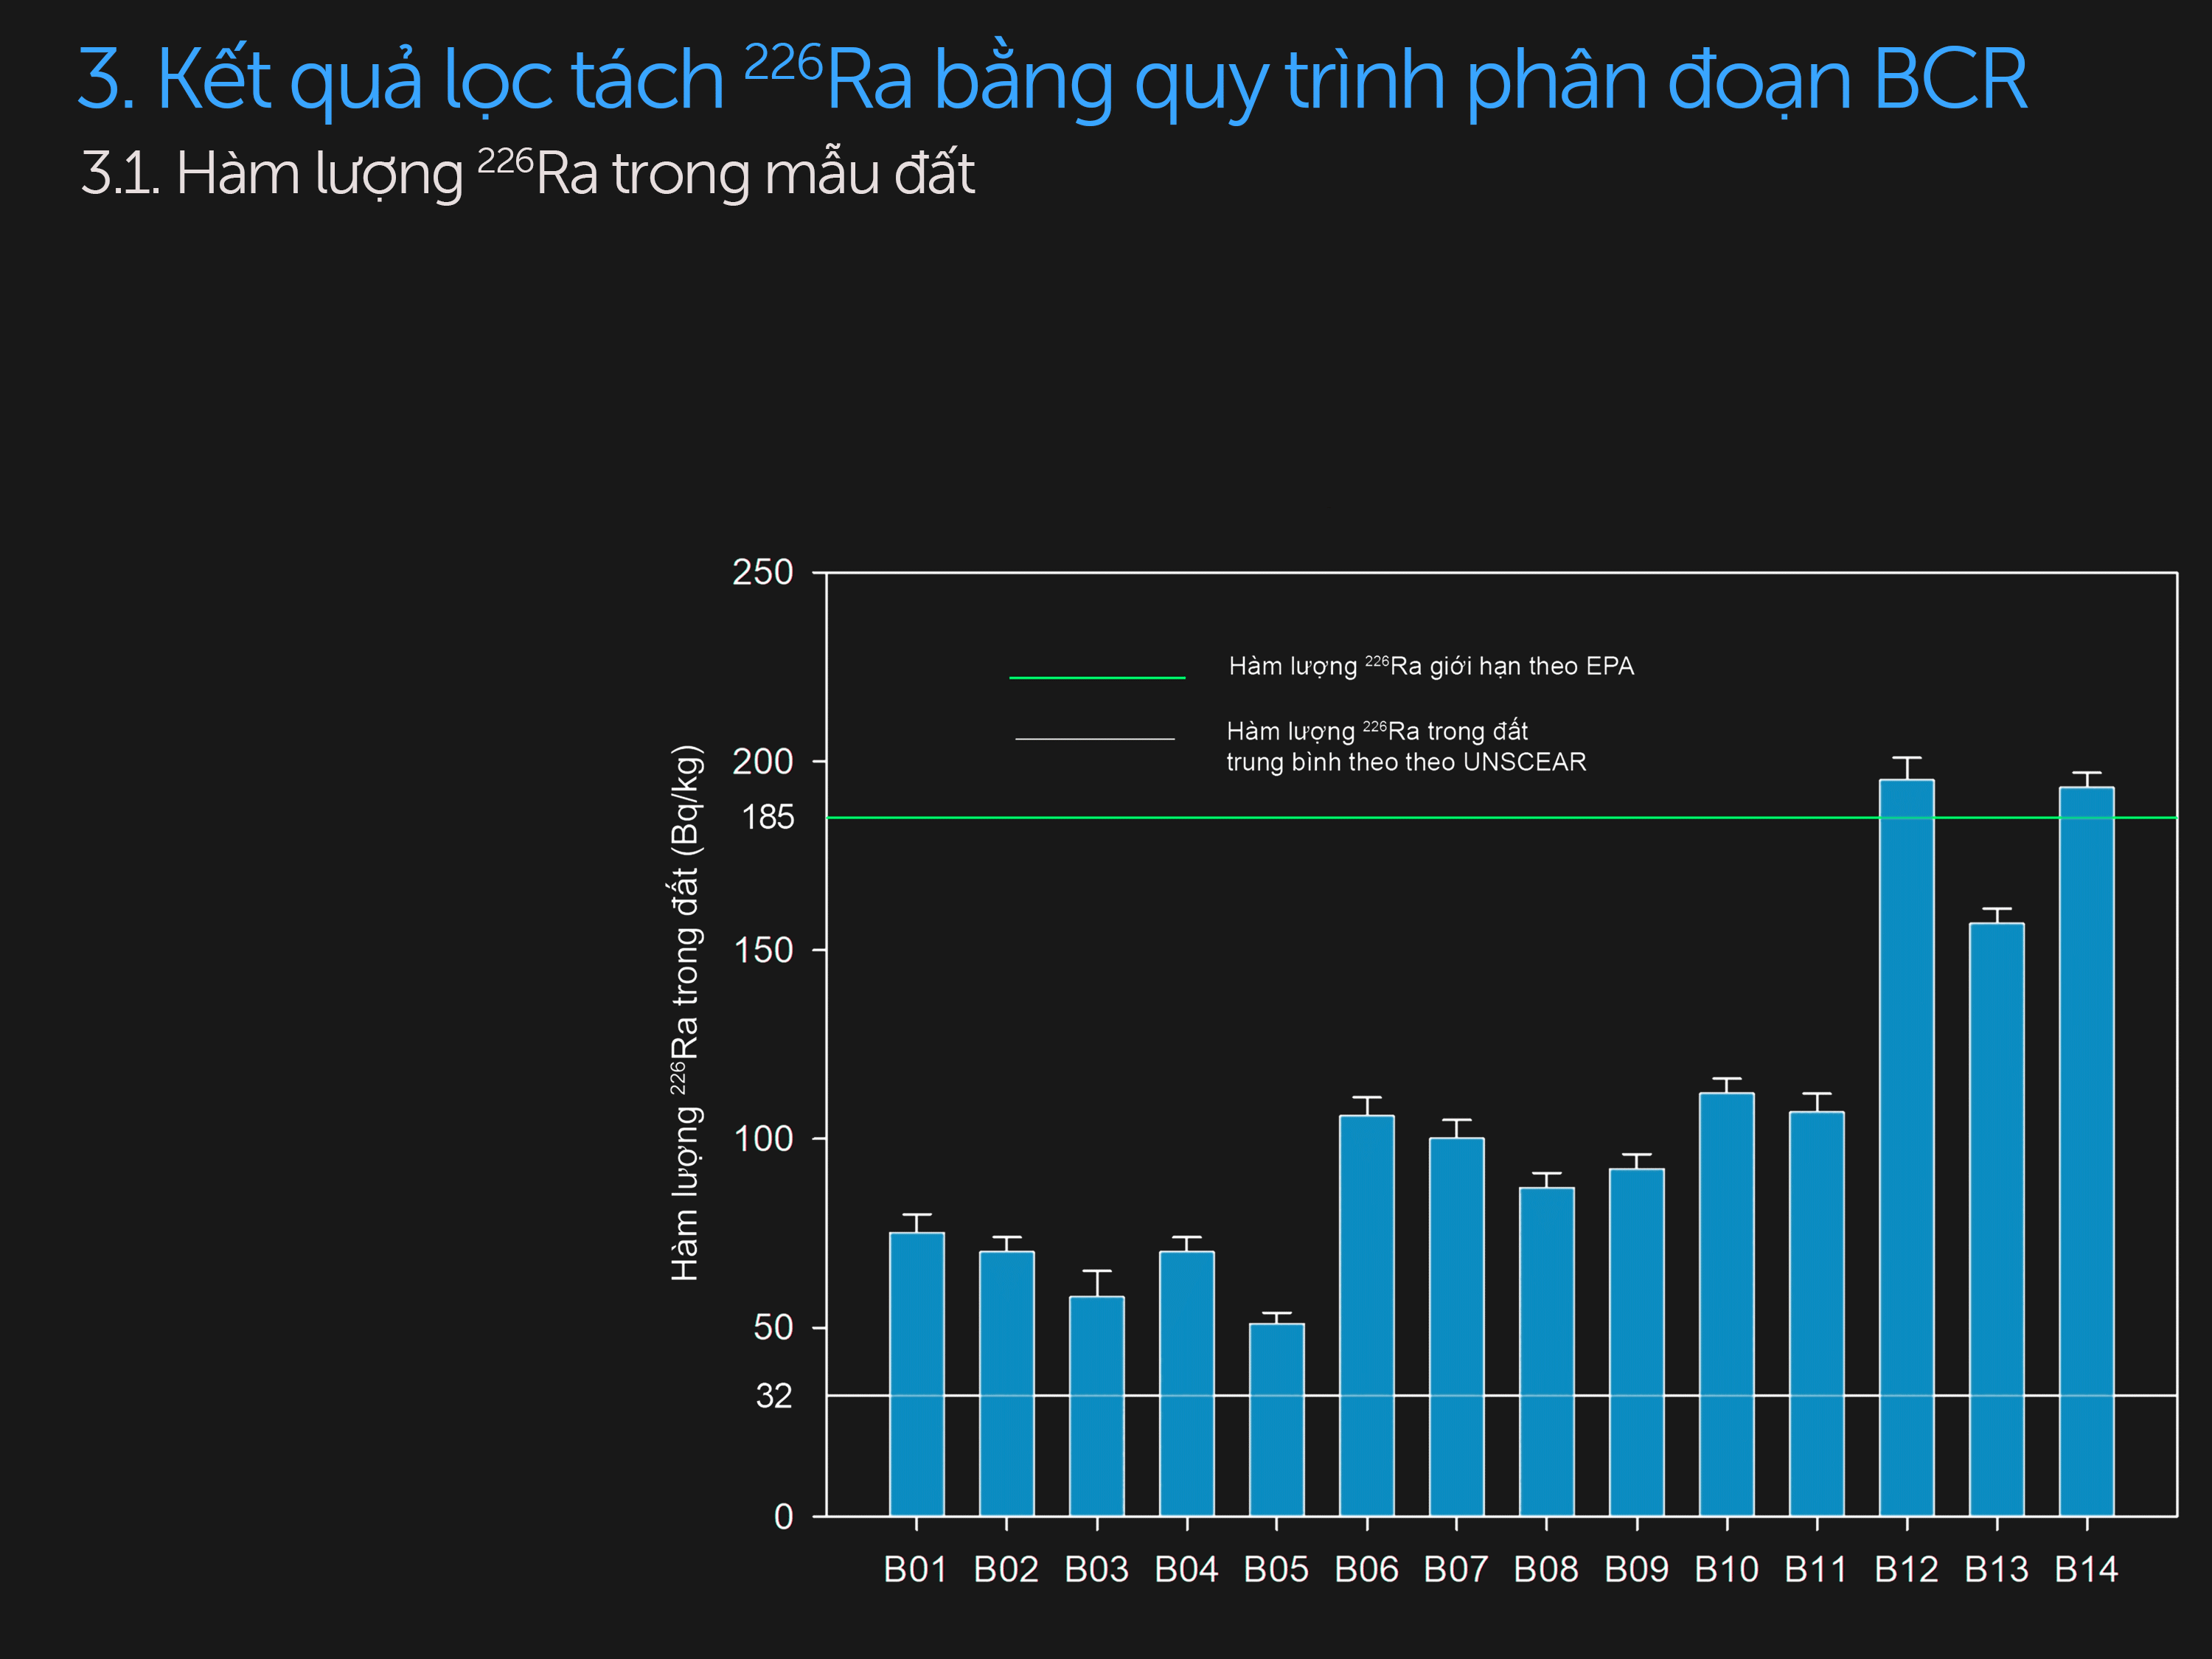 3. Kết quả lọc tách ²²⁶Ra bằng quy trình phân đoạn BCR
3.1. Hàm lượng ²²⁶Ra trong mẫu đất
250
Hàm lượng ²²⁶Ra giới hạn theo EPA
Hàm lượng ²²⁶Ra trong đất
trung bình theo theo UNSCEAR
200
185
150
100
50
32
0
Hàm lượng ²²⁶Ra trong đất (Bq/kg)
B01 B02 B03 B04 B05 B06 B07 B08 B09 B10 B11 B12 B13 B14